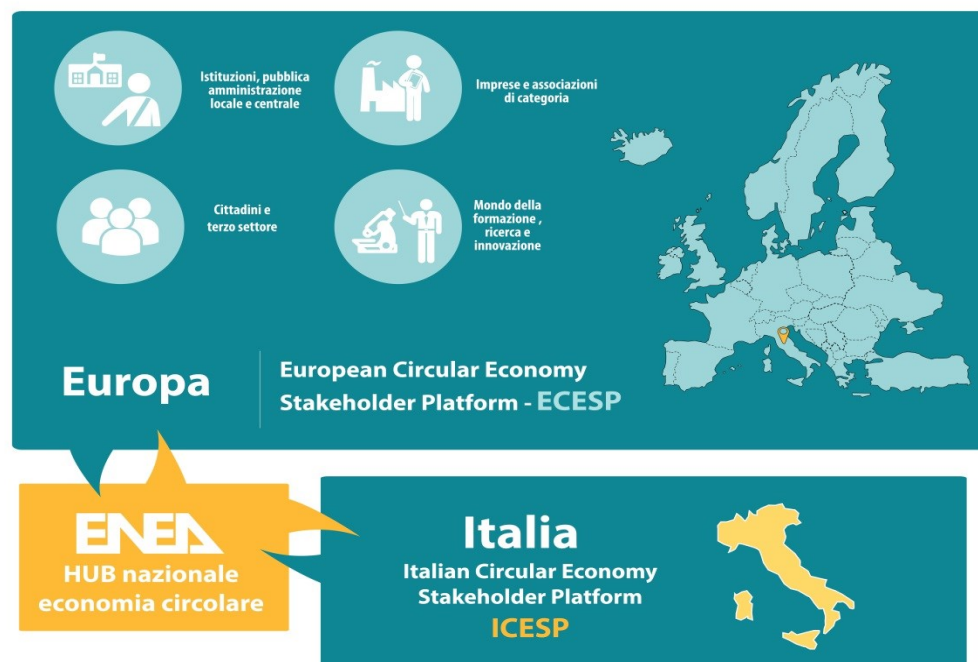 Istituzioni, pubblica
amministrazione
locale e centrale
Imprese e associazioni
di categoria
Cittadini e
terzo settore
Mondo della
formazione ,
ricerca e
innovazione
Europa
European Circular Economy
Stakeholder Platform - ECESP
ENEA
HUB nazionale
economia circolare
Italia
Italian Circular Economy
Stakeholder Platform
ICESP